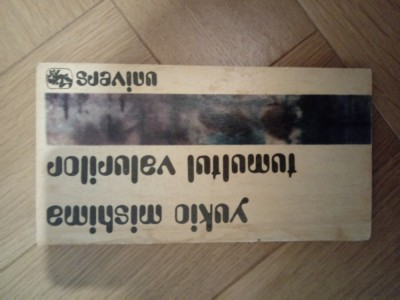 yukio mishima
tumultul valurilor
univers